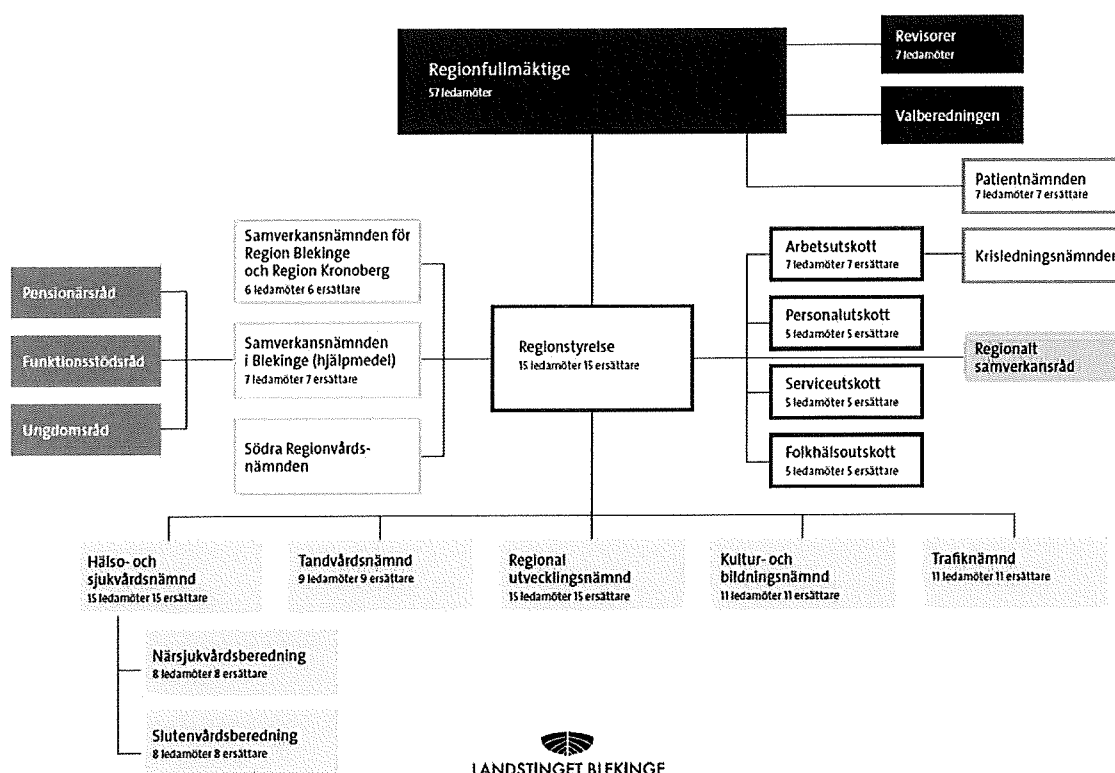 Regionfullmäktige
57 ledamöter
Revisorer
7 ledamöter
Valberedningen
Patientnämnden
7 ledamöter 7 ersättare
Samverkansnämnden för
Region Blekinge
och Region Kronoberg
6 ledamöter 6 ersättare
Arbetsutskott
7 ledamöter 7 ersättare
Krisledningsnämnden
Pensionärsråd
Personalutskott
5 ledamöter 5 ersättare
Funktionsstödsråd
Samverkansnämnden
i Blekinge (hjälpmedel)
7 ledamöter 7 ersättare
Regionstyrelse
15 ledamöter 15 ersättare
Regionalt
samverkansråd
Serviceutskott
5 ledamöter 5 ersättare
Ungdomsråd
Södra Regionvårds-
nämnden
Folkhälsoutskott
5 ledamöter 5 ersättare
Hälso- och
sjukvårdsnämnd
15 ledamöter 15 ersättare
Tandvårdsnämnd
9 ledamöter 9 ersättare
Regional
utvecklingsnämnd
15 ledamöter 15 ersättare
Kultur- och
bildningsnämnd
11 ledamöter 11 ersättare
Trafiknämnd
11 ledamöter 11 ersättare
Närsjukvårdsberedning
8 ledamöter 8 ersättare
Slutenvårdsberedning
8 ledamöter 8 ersättare
LANDSTINGET BLEKINGE